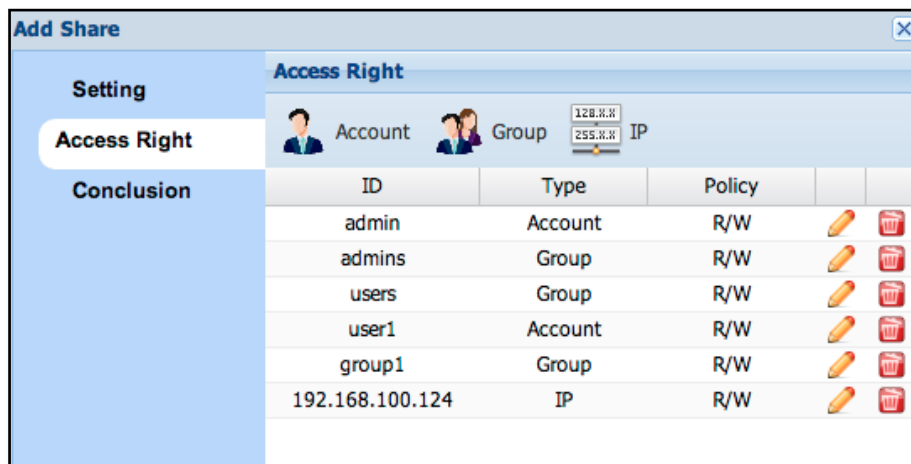 Add Share
Setting
Access Right
Conclusion
Access Right
Account Group 128.X.X 255.X.X IP
ID Type Policy
admin Account R/W
admins Group R/W
users Group R/W
user1 Account R/W
group1 Group R/W
192.168.100.124 IP R/W